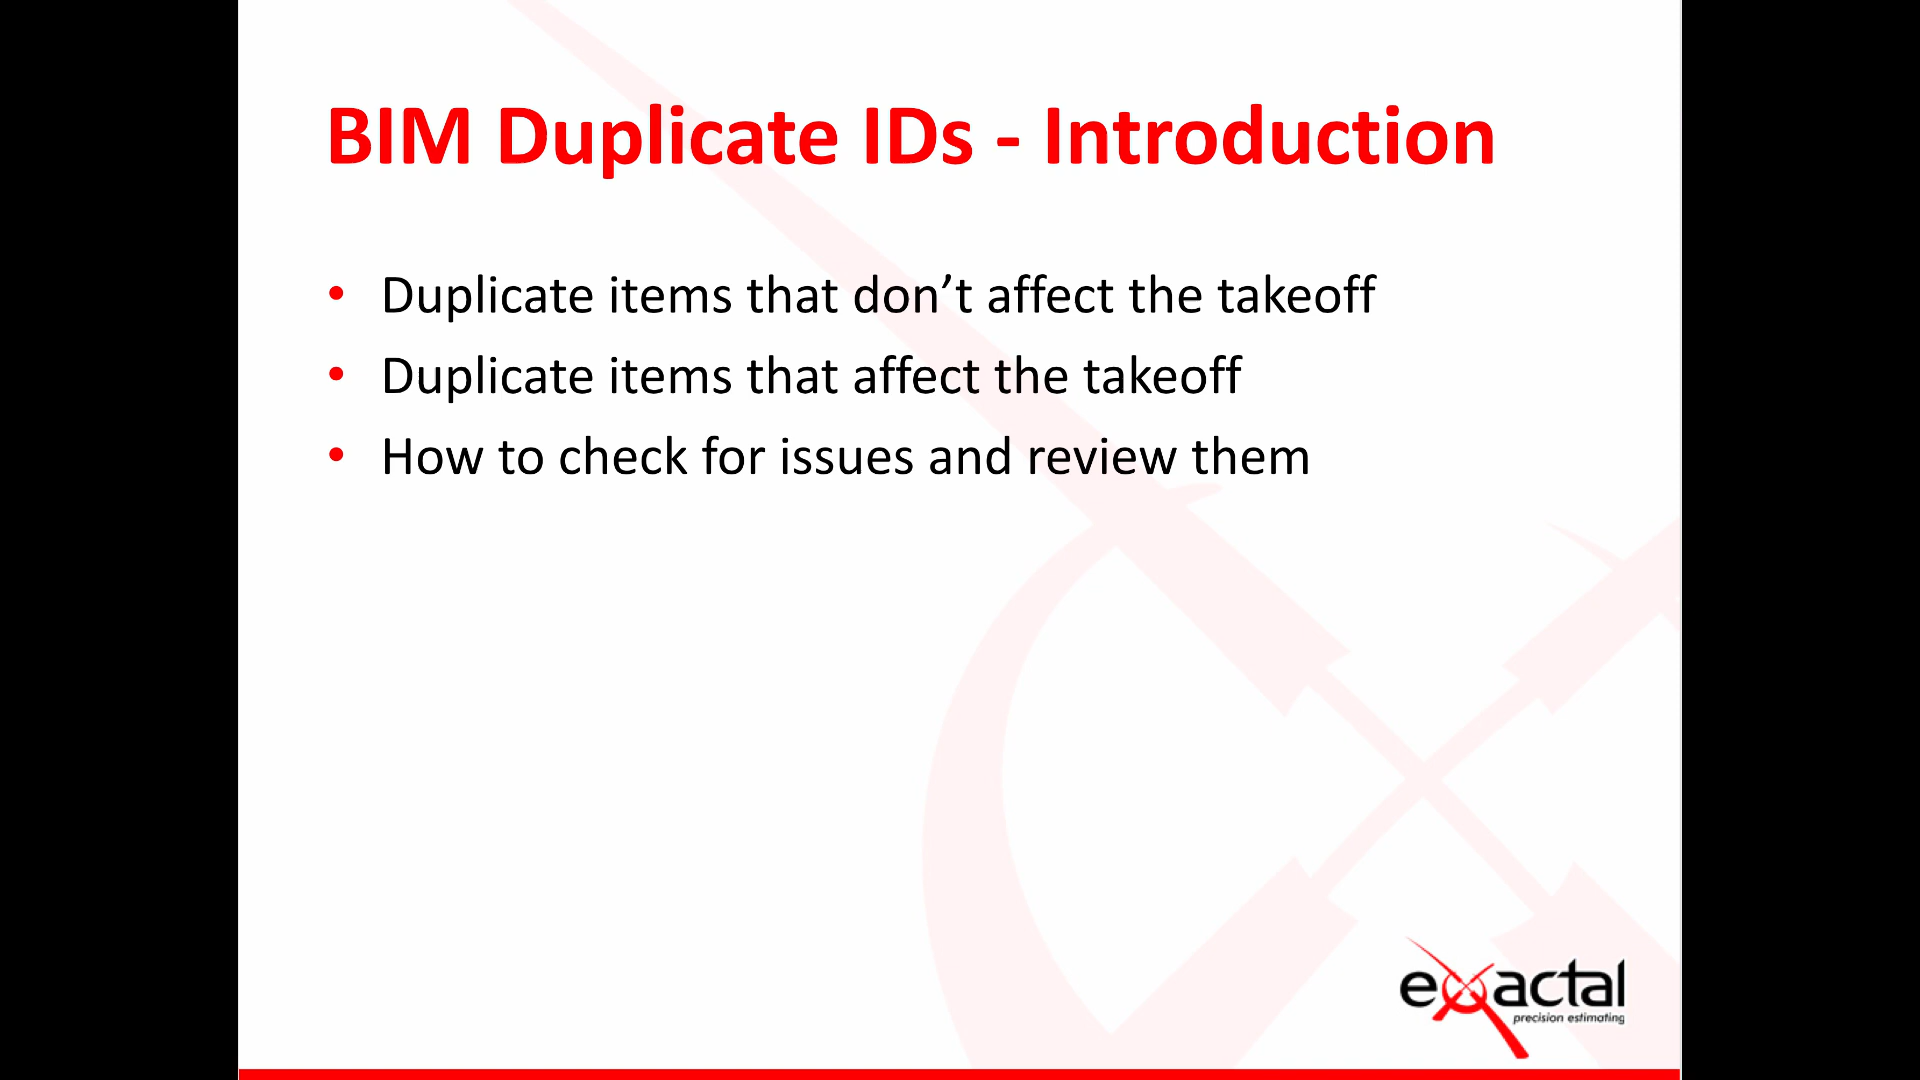 BIM Duplicate IDs - Introduction
• Duplicate items that don’t affect the takeoff
• Duplicate items that affect the takeoff
• How to check for issues and review them
exactal
precision estimating